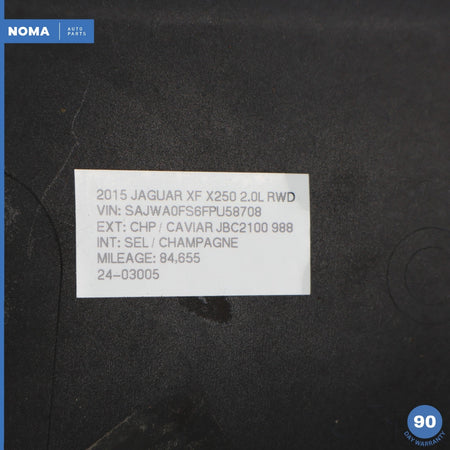 NOMA AUTO PARTS
2015 JAGUAR XF X250 2.0L RWD
VIN: SAJWA0FS6FPU58708
EXT: CHP / CAVIAR JBC2100 988
INT: SEL / CHAMPAGNE
MILEAGE: 84,655
24-03005
90
DAY WARRANTY